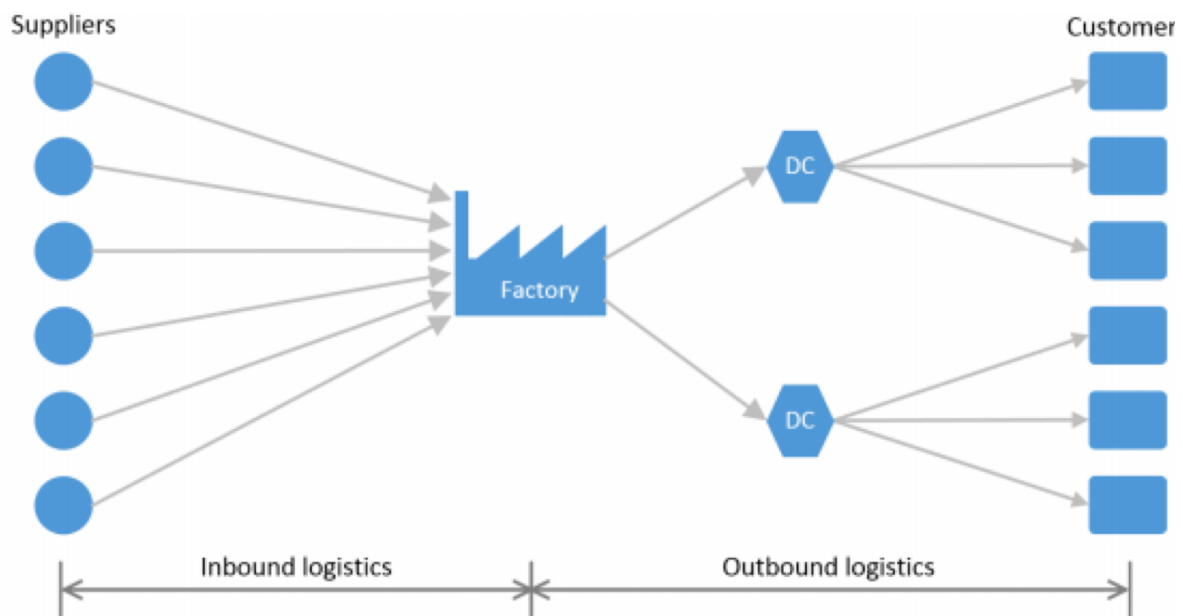 Suppliers
Customer
DC
Factory
DC
Inbound logistics
Outbound logistics